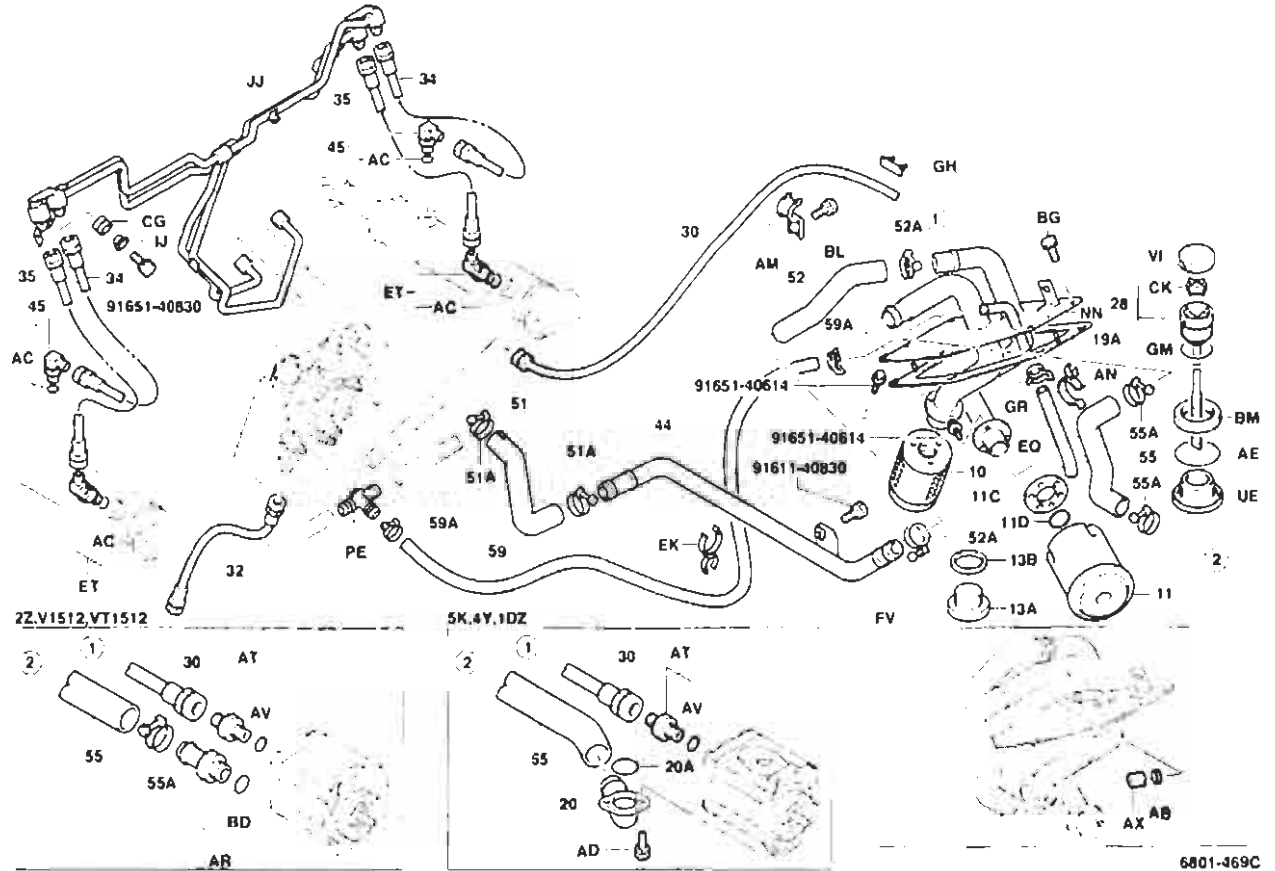 JJ
34
35
45
AC
GH
30
CG
IJ
52A
1
BG
VI
AM
BL
52
CK
28
35
34
91651-40830
ET
AC
NN
45
59A
19A
GM
AC
91651-40614
AN
51
44
GR
BM
91651-40614
EO
55A
51A
51A
10
55
AE
91611-40830
11C
55A
UE
59A
11D
AC
PE
59
EK
52A
13B
2
ET
32
11
13A
2Z,V1512,VT1512
5K,4Y,1DZ
FV
2
1
30
AT
AV
55
55A
BD
AR
2
1
30
AT
AV
55
20A
20
AD
AX
AB
6801-469C